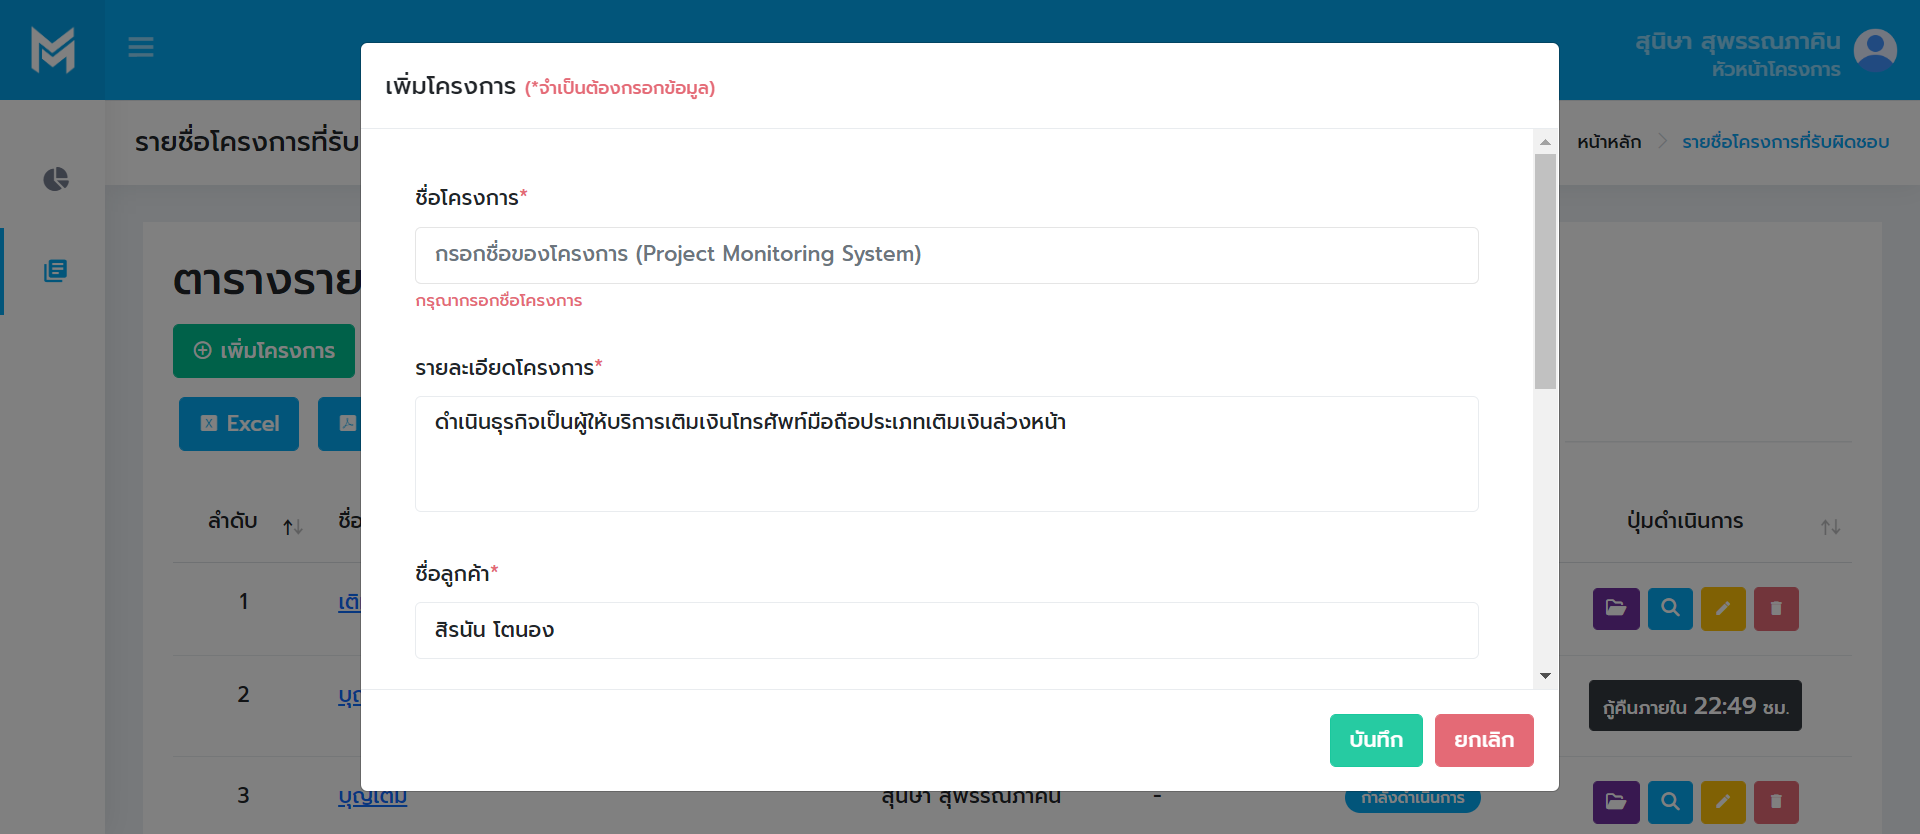 สุนิษา สุพรรณภาคิน
หัวหน้าโครงการ
เพิ่มโครงการ (*จำเป็นต้องกรอกข้อมูล)
รายชื่อโครงการที่รับ
หน้าหลัก
รายชื่อโครงการที่รับผิดชอบ
ชื่อโครงการ*
กรอกชื่อของโครงการ (Project Monitoring System)
กรุณากรอกชื่อโครงการ
ตารางราย
เพิ่มโครงการ
รายละเอียดโครงการ*
ดำเนินธุรกิจเป็นผู้ให้บริการเติมเงินโทรศัพท์มือถือประเภทเติมเงินล่วงหน้า
Excel
ลำดับ
ชื่อ
ปุ่มดำเนินการ
ชื่อลูกค้า*
สิรนัน โตนอง
1
เติ
2
บุญ
กู้คืนภายใน 22:49 ชม.
บันทึก
ยกเลิก
3
บุญเติม
สุนิษา สุพรรณภาคิน
-
กำลังดำเนินการ